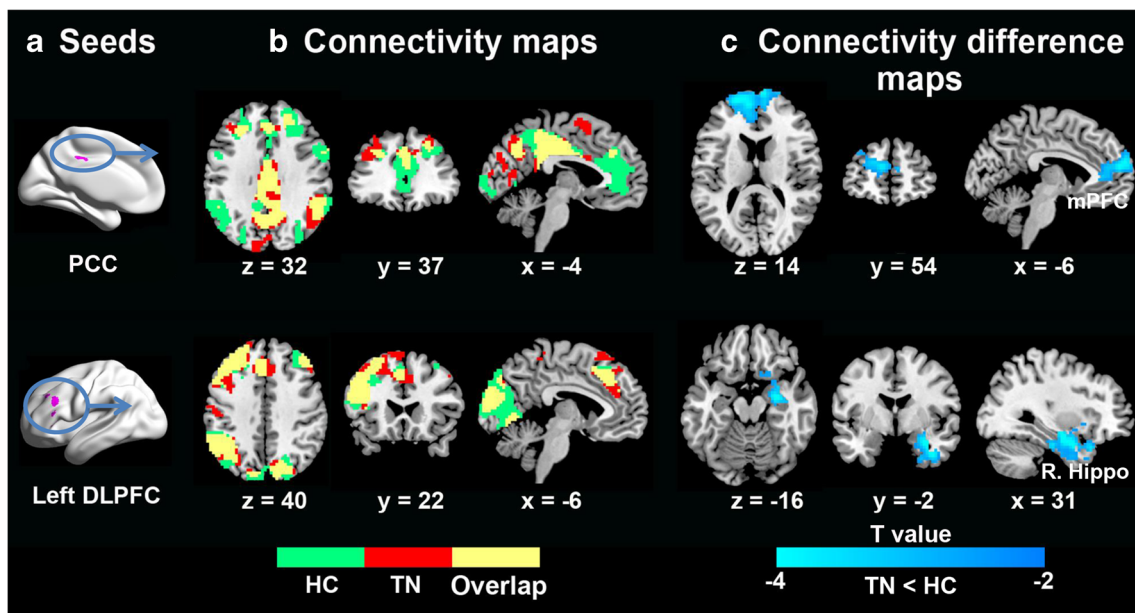 a Seeds
b Connectivity maps
c Connectivity difference
maps
PCC
z = 32
y = 37
x = -4
z = 14
y = 54
x = -6
mPFC
Left DLPFC
z = 40
y = 22
x = -6
z = -16
y = -2
x = 31
R. Hippo
HC
TN
Overlap
T value
-4
TN < HC
-2